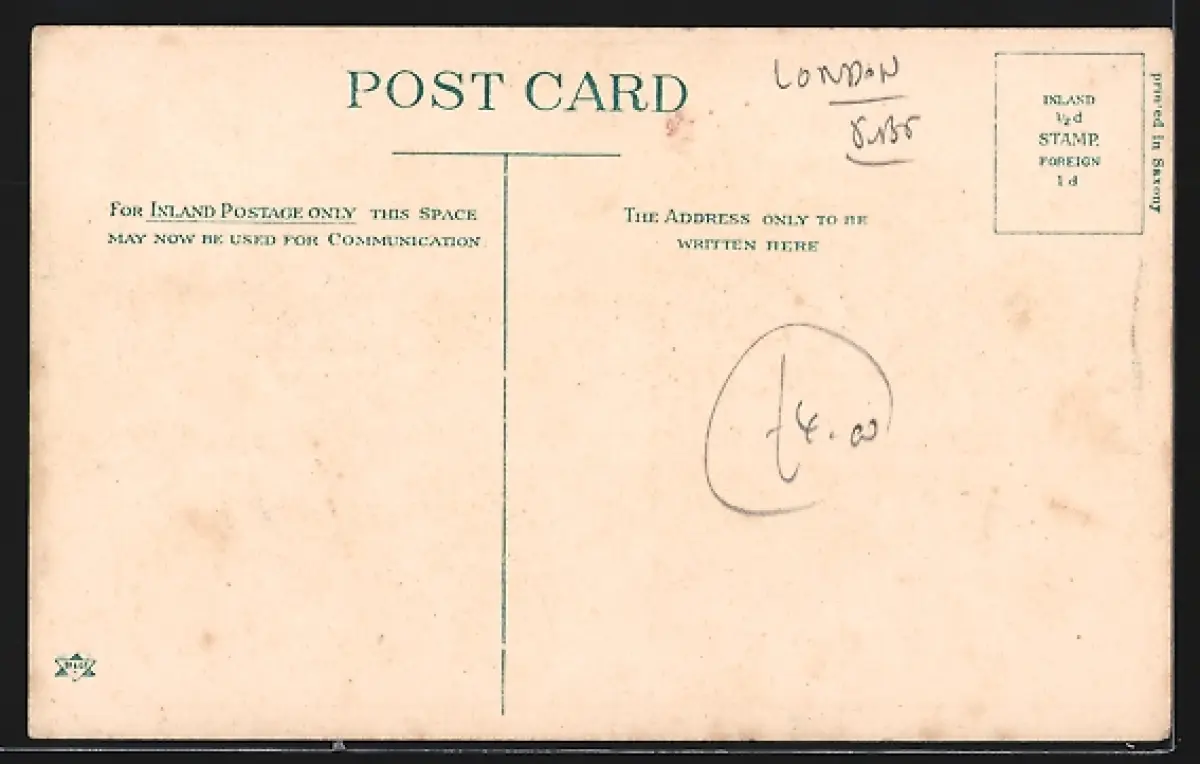 POST CARD
LONDON
INLAND
½d
STAMP.
FOREIGN
1d
printed in Saxony
FOR INLAND POSTAGE ONLY THIS SPACE
MAY NOW BE USED FOR COMMUNICATION
THE ADDRESS ONLY TO BE
WRITTEN HERE
£4.00